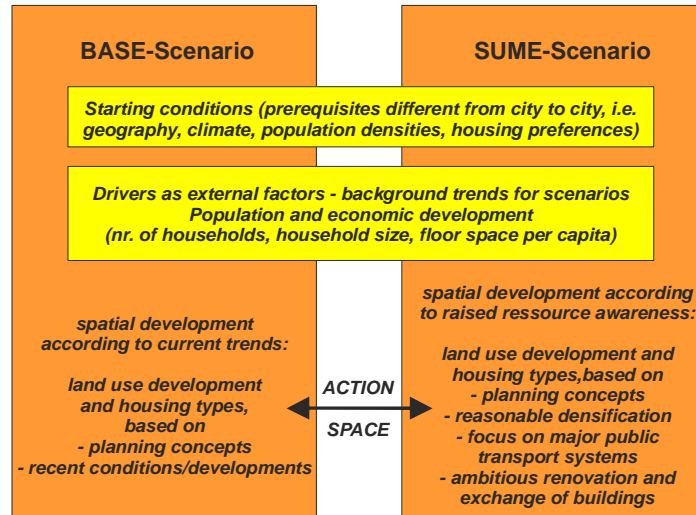 BASE-Scenario
SUME-Scenario
Starting conditions (prerequisites different from city to city, i.e.
geography, climate, population densities, housing preferences)
Drivers as external factors - background trends for scenarios
Population and economic development
(nr. of households, household size, floor space per capita)
spatial development
according to current trends:
land use development
and housing types,
based on
- planning concepts
- recent conditions/developments
ACTION
SPACE
spatial development according
to raised ressource awareness:
land use development and
housing types,based on
- planning concepts
- reasonable densification
- focus on major public
transport systems
- ambitious renovation and
exchange of buildings